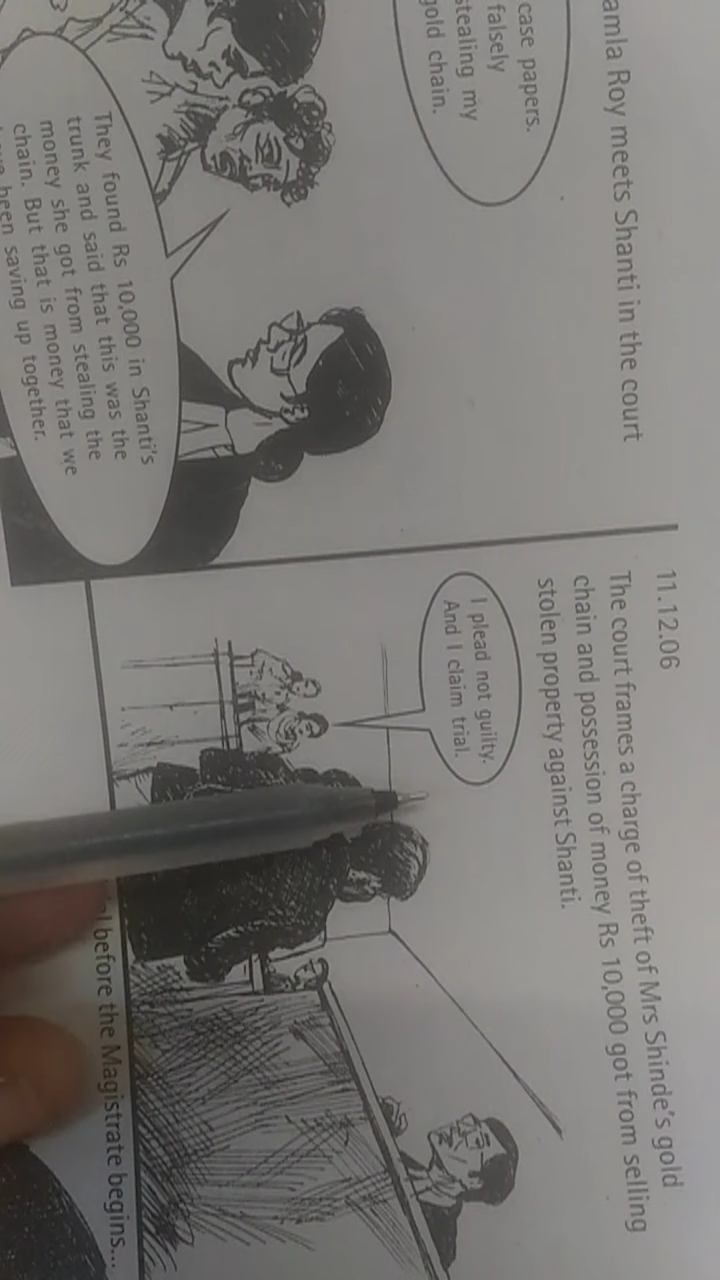 amla Roy meets Shanti in the court
case papers.
falsely
stealing my
gold chain.
They found Rs 10,000 in Shanti's
trunk and said that this was the
money she got from stealing the
chain. But that is money that we
been saving up together.
11.12.06
The court frames a charge of theft of Mrs Shinde's gold
chain and possession of money Rs 10,000 got from selling
stolen property against Shanti.
I plead not guilty.
And I claim trial.
before the Magistrate begins...